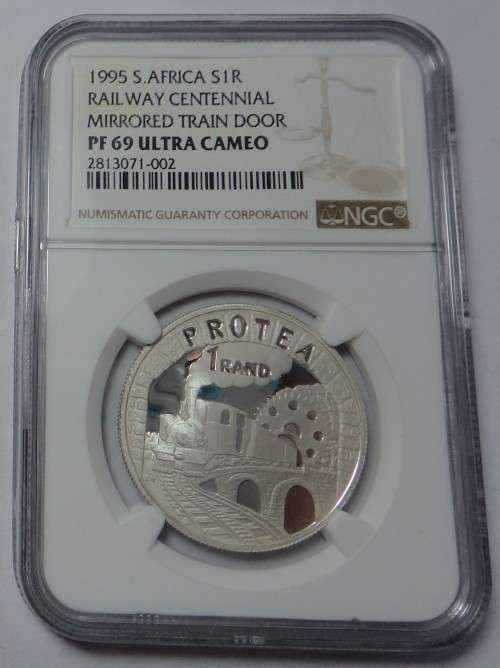 1995 S.AFRICA S1R
RAILWAY CENTENNIAL
MIRRORED TRAIN DOOR
PF 69 ULTRA CAMEO
2813071-002
NUMISMATIC GUARANTY CORPORATION
NGC®
PROTEA
1 RAND